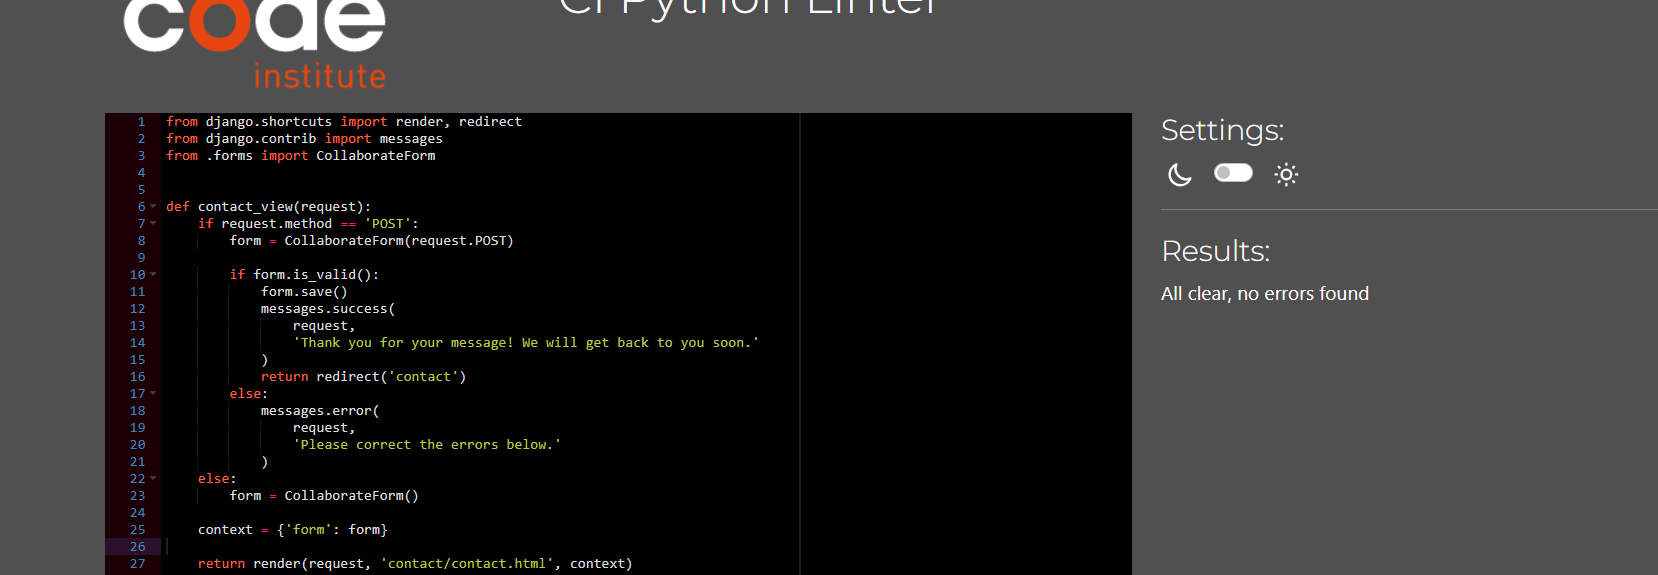 code
institute
CI Python Linter
1 from django.shortcuts import render, redirect
2 from django.contrib import messages
3 from .forms import CollaborateForm
4
5
6 def contact_view(request):
7     if request.method == 'POST':
8         form = CollaborateForm(request.POST)
9
10         if form.is_valid():
11             form.save()
12             messages.success(
13                 request,
14                 'Thank you for your message! We will get back to you soon.'
15             )
16             return redirect('contact')
17         else:
18             messages.error(
19                 request,
20                 'Please correct the errors below.'
21             )
22     else:
23         form = CollaborateForm()
24
25     context = {'form': form}
26
27     return render(request, 'contact/contact.html', context)
Settings:
Results:
All clear, no errors found